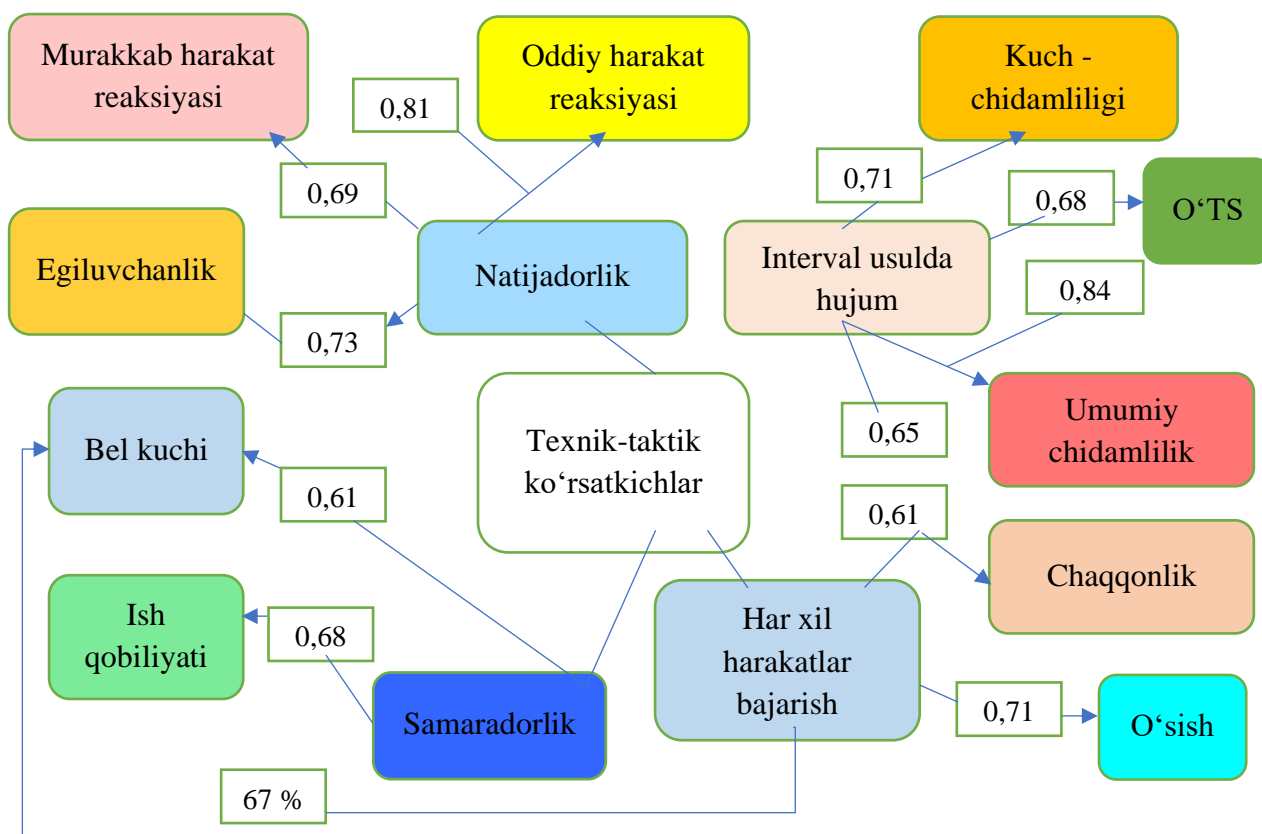 Murakkab harakat
reaksiyasi
Oddiy harakat
reaksiyasi
Kuch -
chidamliligi
0,81
0,69
0,71
0,68
O‘TS
Egiluvchanlik
Natijadorlik
Interval usulda
hujum
0,84
0,73
Bel kuchi
Texnik-taktik
ko‘rsatkichlar
0,65
Umumiy
chidamlilik
0,61
0,61
Chaqqonlik
Ish
qobiliyati
0,68
Har xil
harakatlar
bajarish
Samaradorlik
0,71
O‘sish
67 %